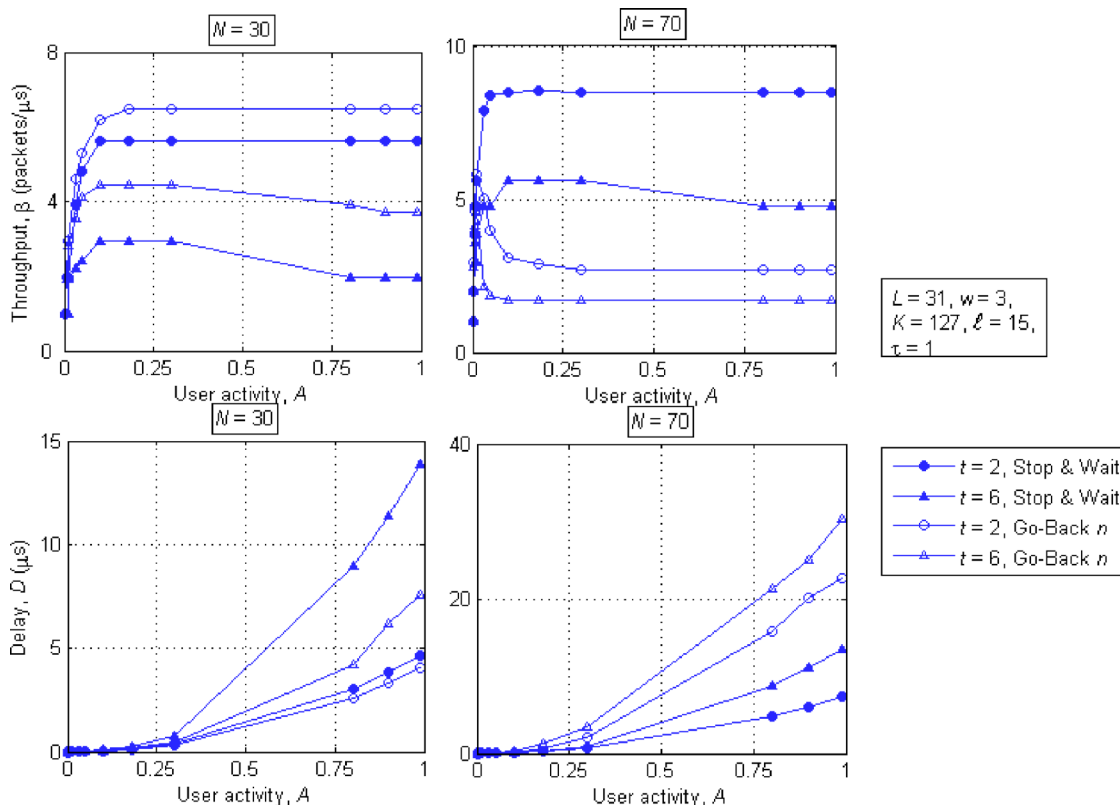 N = 30
N = 70
8
4
0
Throughput, β (packets/μs)
0 0.25 0.5 0.75 1
User activity, A
10
5
0
0 0.25 0.5 0.75 1
User activity, A
L = 31, w = 3,
K = 127, ℓ = 15,
τ = 1
N = 30
N = 70
15
10
5
0
Delay, D (μs)
0 0.25 0.5 0.75 1
User activity, A
40
20
0
0 0.25 0.5 0.75 1
User activity, A
t = 2, Stop & Wait
t = 6, Stop & Wait
t = 2, Go-Back n
t = 6, Go-Back n